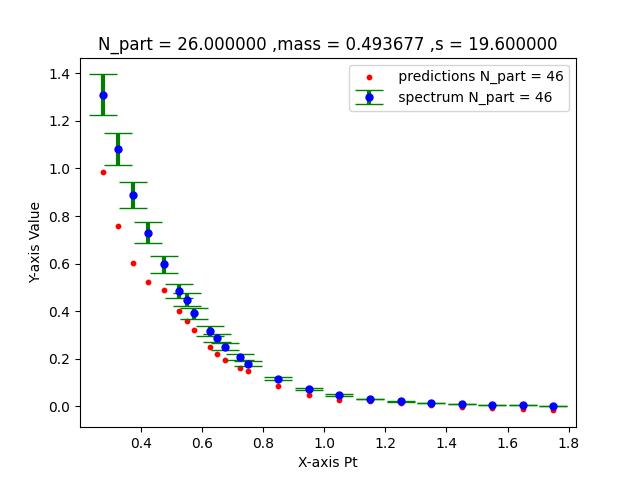 N_part = 26.000000 ,mass = 0.493677 ,s = 19.600000
predictions N_part = 46
spectrum N_part = 46
Y-axis Value
1.4
1.2
1.0
0.8
0.6
0.4
0.2
0.0
0.4 0.6 0.8 1.0 1.2 1.4 1.6 1.8
X-axis Pt